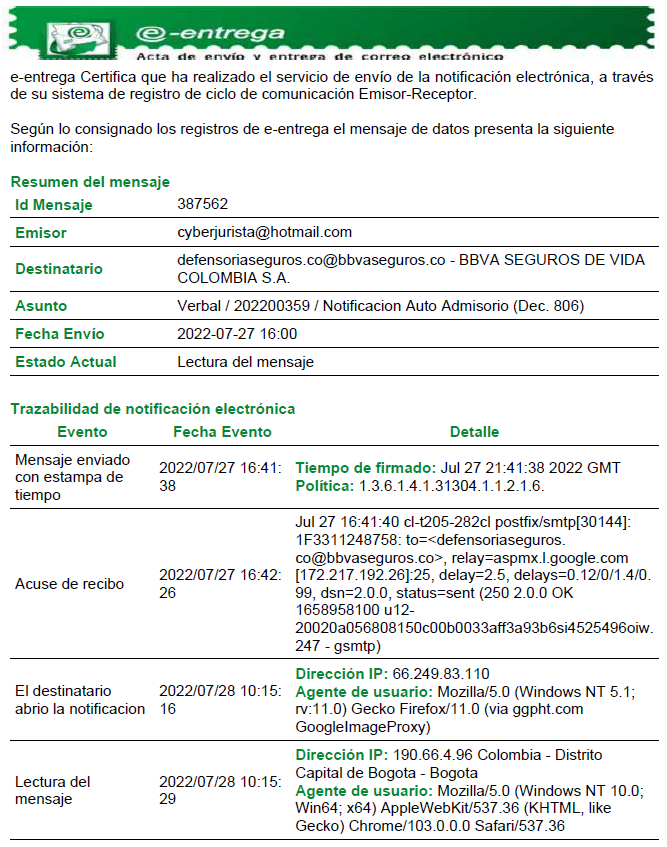 e-entrega
Acta de envío y entrega de correo electrónico
e-entrega Certifica que ha realizado el servicio de envío de la notificación electrónica, a través
de su sistema de registro de ciclo de comunicación Emisor-Receptor.
Según lo consignado los registros de e-entrega el mensaje de datos presenta la siguiente
información:
Resumen del mensaje
Id Mensaje 387562
Emisor cyberjurista@hotmail.com
Destinatario defensoriaseguros.co@bbvaseguros.co - BBVA SEGUROS DE VIDA
COLOMBIA S.A.
Asunto Verbal / 202200359 / Notificacion Auto Admisorio (Dec. 806)
Fecha Envío 2022-07-27 16:00
Estado Actual Lectura del mensaje
Trazabilidad de notificación electrónica
Evento Fecha Evento Detalle
Mensaje enviado
con estampa de
tiempo
2022/07/27 16:41:
38
Tiempo de firmado: Jul 27 21:41:38 2022 GMT
Política: 1.3.6.1.4.1.31304.1.1.2.1.6.
Acuse de recibo
2022/07/27 16:42:
26
Jul 27 16:41:40 cl-t205-282cl postfix/smtp[30144]:
1F3311248758: to=<defensoriaseguros.
co@bbvaseguros.co>, relay=aspmx.l.google.com
[172.217.192.26]:25, delay=2.5, delays=0.12/0/1.4/0.
99, dsn=2.0.0, status=sent (250 2.0.0 OK
1658958100 u12-
20020a056808150c00b0033aff3a93b6si4525496oiw.
247 - gsmtp)
El destinatario
abrio la notificacion
2022/07/28 10:15:
16
Dirección IP: 66.249.83.110
Agente de usuario: Mozilla/5.0 (Windows NT 5.1;
rv:11.0) Gecko Firefox/11.0 (via ggpht.com
GoogleImageProxy)
Lectura del
mensaje
2022/07/28 10:15:
29
Dirección IP: 190.66.4.96 Colombia - Distrito
Capital de Bogota - Bogota
Agente de usuario: Mozilla/5.0 (Windows NT 10.0;
Win64; x64) AppleWebKit/537.36 (KHTML, like
Gecko) Chrome/103.0.0.0 Safari/537.36